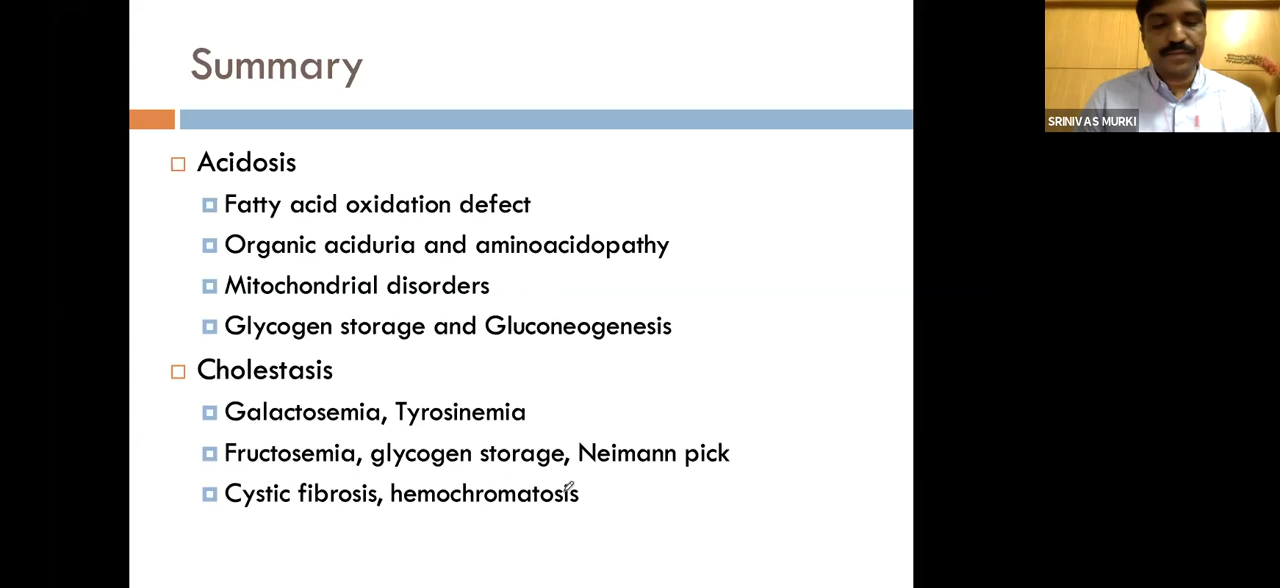 Summary
Acidosis
Fatty acid oxidation defect
Organic aciduria and aminoacidopathy
Mitochondrial disorders
Glycogen storage and Gluconeogenesis
Cholestasis
Galactosemia, Tyrosinemia
Fructosemia, glycogen storage, Neimann pick
Cystic fibrosis, hemochromatosis
SRINIVAS MURKI